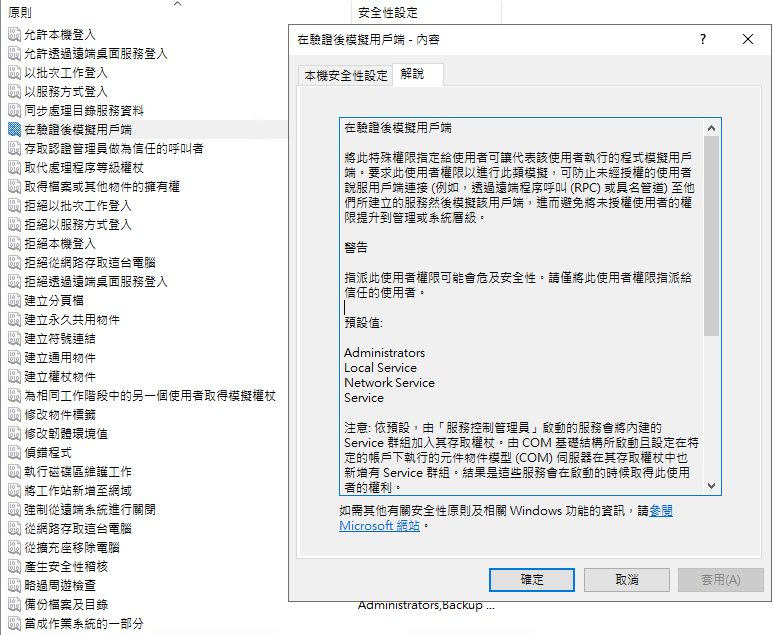 原則
安全性設定
允許本機登入
允許透過遠端桌面服務登入
以批次工作登入
以服務方式登入
同步處理目錄服務資料
在驗證後模擬用戶端
存取認證管理員做為信任的呼叫者
取代處理程序等級權杖
取得檔案或其他物件的擁有權
拒絕以批次工作登入
拒絕以服務方式登入
拒絕本機登入
拒絕從網路存取這台電腦
拒絕透過遠端桌面服務登入
建立分頁檔
建立永久共用物件
建立符號連結
建立通用物件
建立權杖物件
為相同工作階段中的另一個使用者取得模擬權杖
修改物件標籤
修改韌體環境值
偵錯程式
執行磁碟區維護工作
將工作站新增至網域
強制從遠端系統進行關閉
從網路存取這台電腦
從擴充座移除電腦
產生安全性稽核
略過周遊檢查
備份檔案及目錄
當成作業系統的一部分
Administrators,Backup ...
在驗證後模擬用戶端 - 內容
?
本機安全性設定
解說
在驗證後模擬用戶端
將此特殊權限指定給使用者可讓代表該使用者執行的程式模擬用戶
端。要求此使用者權限以進行此類模擬，可防止未經授權的使用者
說服用戶端連接 (例如，透過遠端程序呼叫 (RPC) 或具名管道) 至他
們所建立的服務然後模擬該用戶端，進而避免將未授權使用者的權
限提升到管理或系統層級。
警告
指派此使用者權限可能會危及安全性。請僅將此使用者權限指派給
信任的使用者。
預設值:
Administrators
Local Service
Network Service
Service
注意: 依預設，由「服務控制管理員」啟動的服務會將內建的
Service 群組加入其存取權杖。由 COM 基礎結構所啟動且設定在特
定的帳戶下執行的元件物件模型 (COM) 伺服器在其存取權杖中也
新增有 Service 群組。結果是這些服務會在啟動的時候取得此使用
者的權利。
如需其他有關安全性原則及相關 Windows 功能的資訊，請參閱
Microsoft 網站。
確定
取消
套用(A)